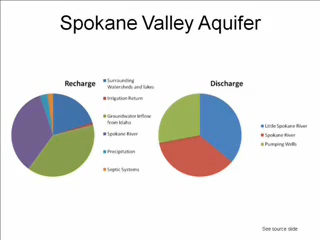 Spokane Valley Aquifer
Recharge
Surrounding
Watersheds and lakes
Irrigation Return
Groundwater Inflow
from Idaho
Spokane River
Precipitation
Septic Systems
Discharge
Little Spokane River
Spokane River
Pumping Wells
See source slide